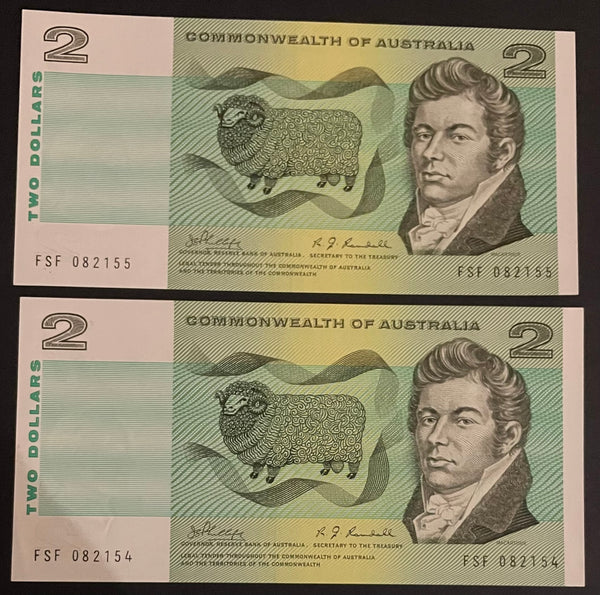 2 COMMONWEALTH OF AUSTRALIA 2
TWO DOLLARS
GOVERNOR, RESERVE BANK OF AUSTRALIA. SECRETARY TO THE TREASURY
MACARTHUR
LEGAL TENDER THROUGHOUT THE COMMONWEALTH OF AUSTRALIA
AND THE TERRITORIES OF THE COMMONWEALTH
FSF 082155 FSF 082155
2 COMMONWEALTH OF AUSTRALIA 2
TWO DOLLARS
R. J. Randall
GOVERNOR, RESERVE BANK OF AUSTRALIA. SECRETARY TO THE TREASURY
MACARTHUR
LEGAL TENDER THROUGHOUT THE COMMONWEALTH OF AUSTRALIA
AND THE TERRITORIES OF THE COMMONWEALTH
FSF 082154 FSF 082154